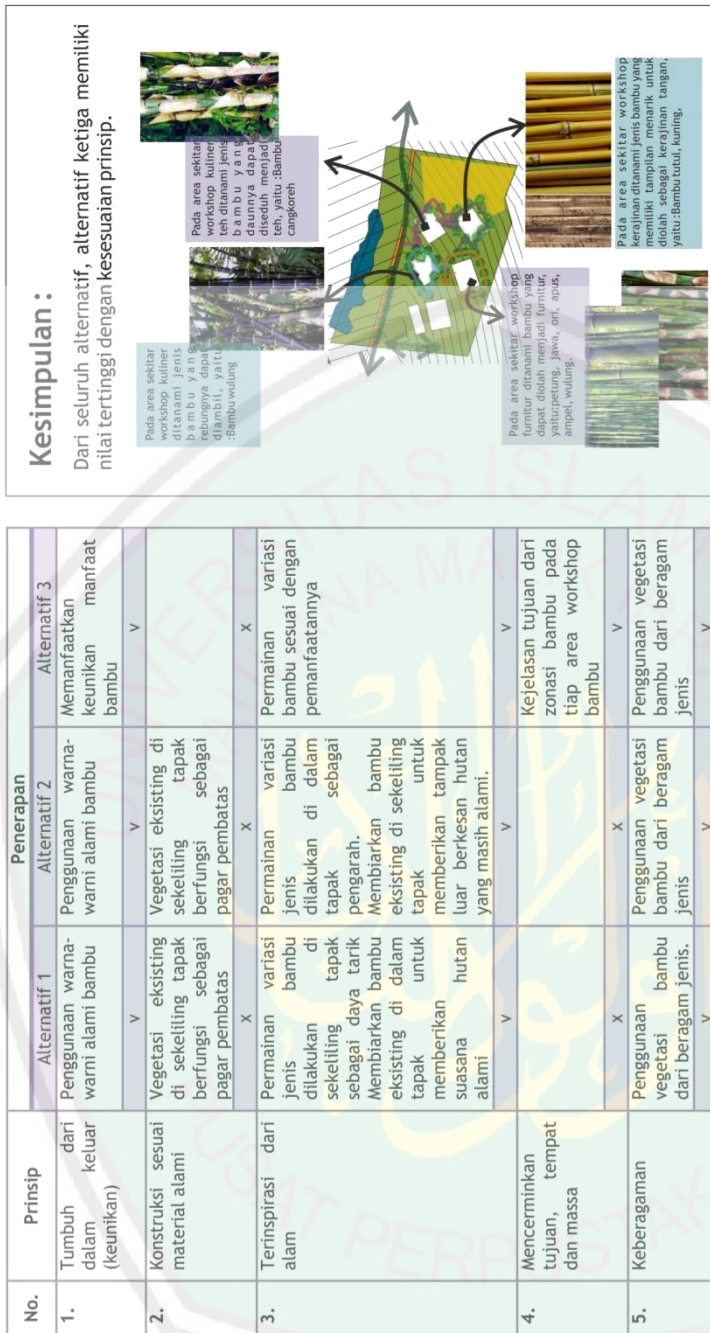 No.
Prinsip
Penerapan
Alternatif 1
Alternatif 2
Alternatif 3
1.
Tumbuh dari
dalam keluar
(keunikan)
Penggunaan warna-
warni alami bambu
Penggunaan warna-
warni alami bambu
Memanfaatkan
keunikan manfaat
bambu
V
V
V
2.
Konstruksi sesuai
material alami
Vegetasi eksisting
di sekeliling tapak
berfungsi sebagai
pagar pembatas
Vegetasi eksisting di
sekeliling tapak
berfungsi sebagai
pagar pembatas
X
X
X
3.
Terinspirasi dari
alam
Permainan variasi
jenis bambu
dilakukan di
sekeliling tapak
sebagai daya tarik
Membiarkan bambu
eksisting di dalam
tapak untuk
memberikan
suasana hutan
alami
Permainan variasi
jenis bambu
dilakukan di dalam
tapak sebagai
pengarah.
Membiarkan bambu
eksisting di sekeliling
tapak untuk
memberikan tampak
luar berkesan hutan
yang masih alami.
Permainan variasi
bambu sesuai dengan
pemanfaatannya
V
V
V
4.
Mencerminkan
tujuan, tempat
dan massa
Kejelasan tujuan dari
zonasi bambu pada
tiap area workshop
bambu
X
X
V
5.
Keberagaman
Penggunaan
vegetasi bambu
dari beragam jenis.
Penggunaan vegetasi
bambu dari beragam
jenis
Penggunaan vegetasi
bambu dari beragam
jenis
V
V
V
Kesimpulan :
Dari seluruh alternatif, alternatif ketiga memiliki
nilai tertinggi dengan kesesuaian prinsip.
Pada area sekitar
workshop kuliner
ditanami jenis
bambu yang
rebungnya dapat
diambil, yaitu
:Bambu wulung
Pada area sekitar
workshop kuliner
teh ditanami jenis
bambu yang
daunnya dapat
diseduh menjadi
teh, yaitu :Bambu
cangkoreh
Pada area sekitar workshop
furnitur ditanami bambu yang
dapat diolah menjadi furnitur,
yaitu:petung, jawa, ori, apus,
ampel, wulung.
Pada area sekitar workshop
kerajinan ditanami jenis bambu yang
memiliki tampilan menarik untuk
diolah sebagai kerajinan tangan,
yaitu :Bambu tutul, kuning,